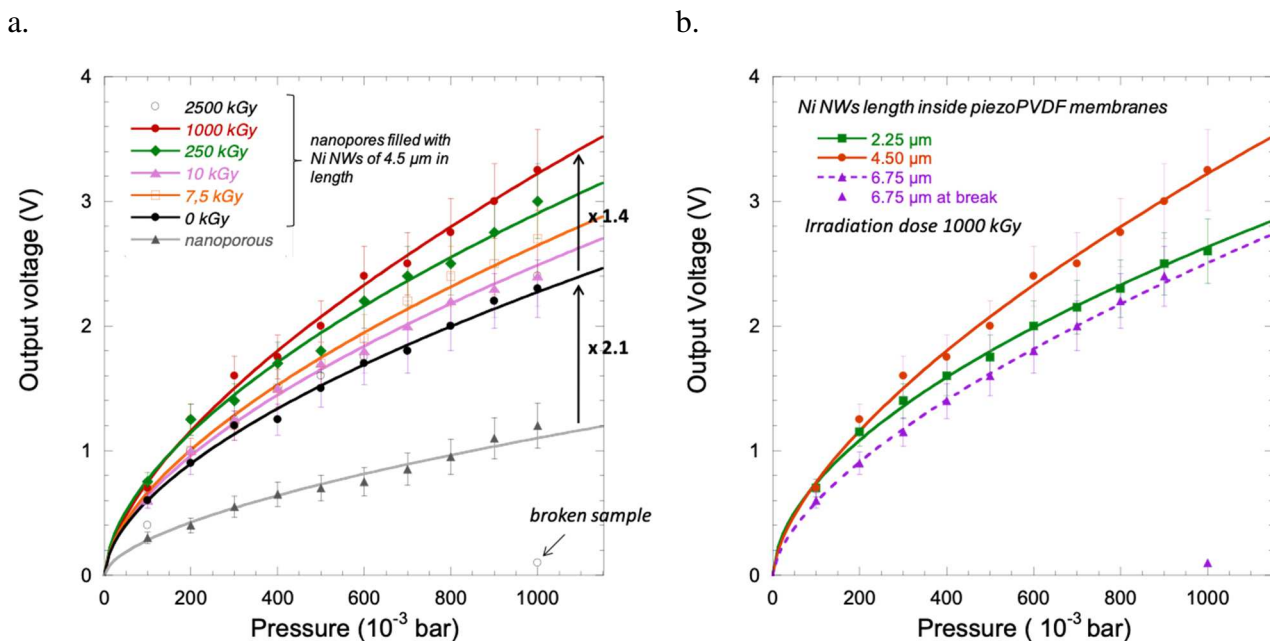 a.
4
3
2
1
0
Output voltage (V)
2500 kGy
1000 kGy
250 kGy
10 kGy
7,5 kGy
0 kGy
nanoporous
nanopores filled with
Ni NWs of 4.5 µm in
length
x 1.4
x 2.1
broken sample
0 200 400 600 800 1000
Pressure (10⁻³ bar)
b.
4
3
2
1
0
Output Voltage (V)
Ni NWs length inside piezoPVDF membranes
2.25 µm
4.50 µm
6.75 µm
6.75 µm at break
Irradiation dose 1000 kGy
0 200 400 600 800 1000
Pressure ( 10⁻³ bar)